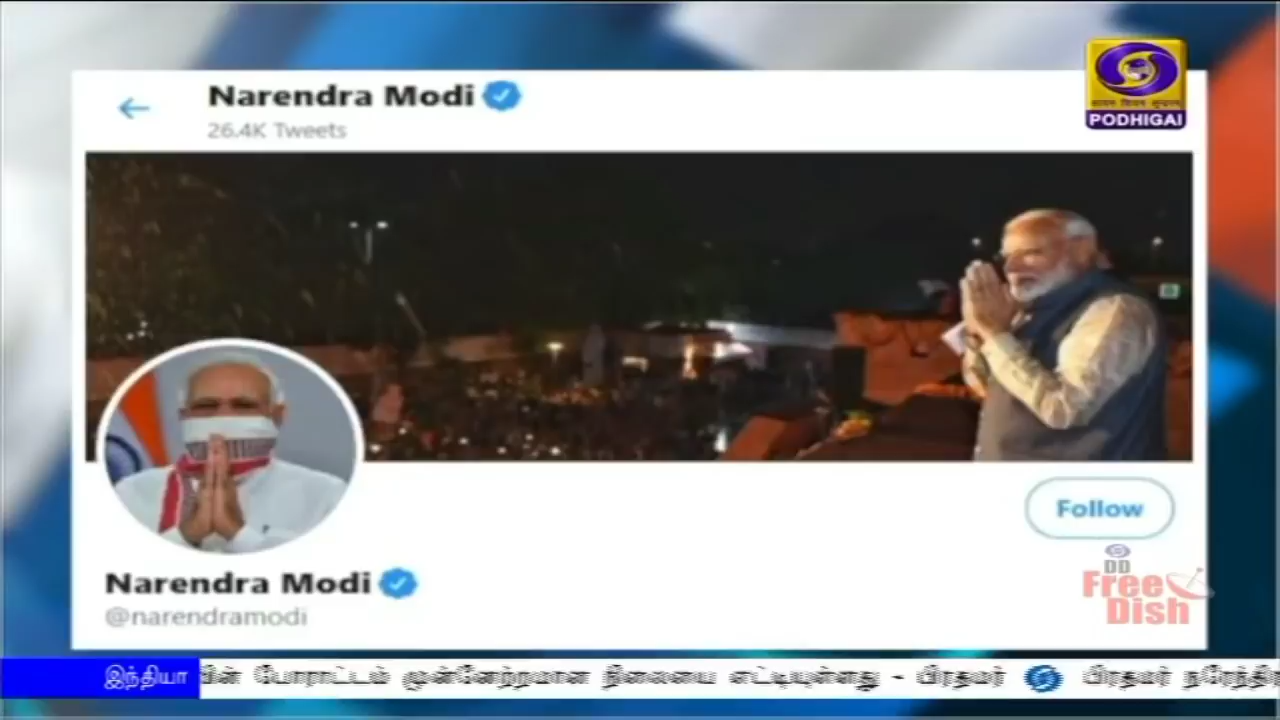 Narendra Modi
26.4K Tweets
PODHIGAI
Follow
Narendra Modi
@narendramodi
DD
Free
Dish
இந்தியா
வின் போராட்டம் முன்னேற்றமான நிலையை எட்டியுள்ளது - பிரதமர் பிரதமர் நரேந்திர